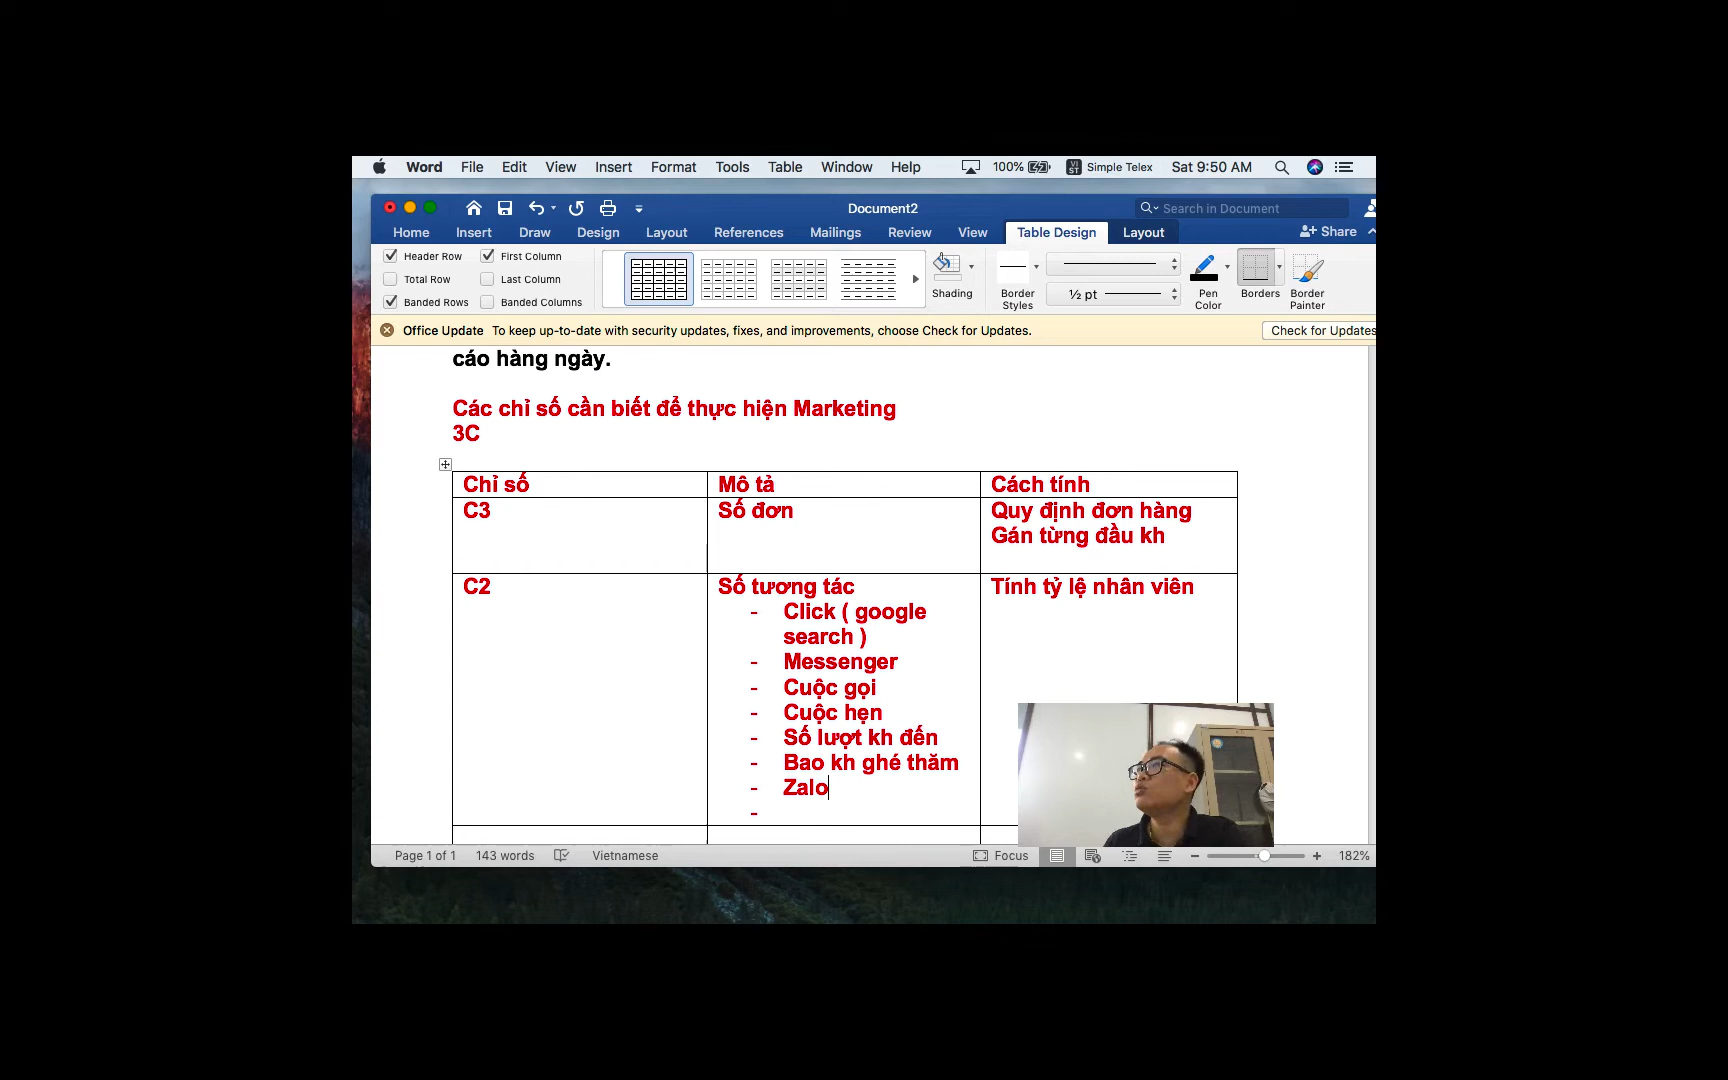 Word File Edit View Insert Format Tools Table Window Help 100% VI ST Simple Telex Sat 9:50 AM
Document2 Search in Document
Home Insert Draw Design Layout References Mailings Review View Table Design Layout Share
Header Row First Column
Total Row Last Column
Banded Rows Banded Columns
Shading
Border Styles
½ pt
Pen Color
Borders
Border Painter
Office Update To keep up-to-date with security updates, fixes, and improvements, choose Check for Updates. Check for Updates
cáo hàng ngày.
Các chỉ số cần biết để thực hiện Marketing
3C
Chỉ số Mô tả Cách tính
C3 Số đơn Quy định đơn hàng
Gán từng đầu kh
C2 Số tương tác Tính tỷ lệ nhân viên
- Click ( google
search )
- Messenger
- Cuộc gọi
- Cuộc hẹn
- Số lượt kh đến
- Bao kh ghé thăm
- Zalo
-
Page 1 of 1 143 words Vietnamese Focus 182%